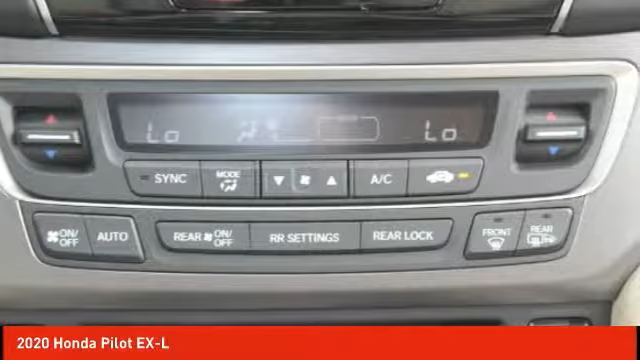 Lo Lo
SYNC MODE A/C
ON/OFF AUTO REAR ON/OFF RR SETTINGS REAR LOCK FRONT REAR
2020 Honda Pilot EX-L